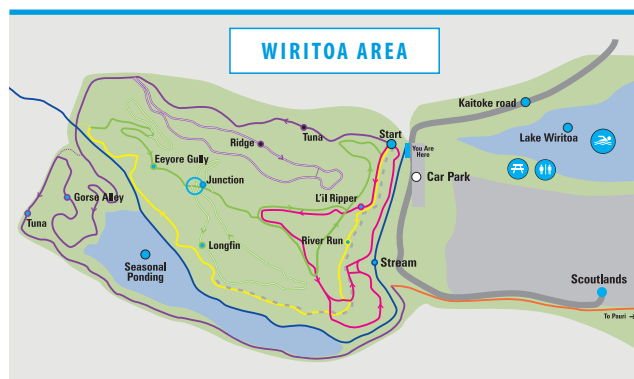 WIRITOA AREA
Kaitoke road
Tuna
Start
Lake Wiritoa
Ridge
You Are
Here
Eeyore Gully
Car Park
Junction
Gorse Alley
L'il Ripper
Tuna
River Run
Longfin
Stream
Seasonal
Ponding
Scoutlands
To Pauri →